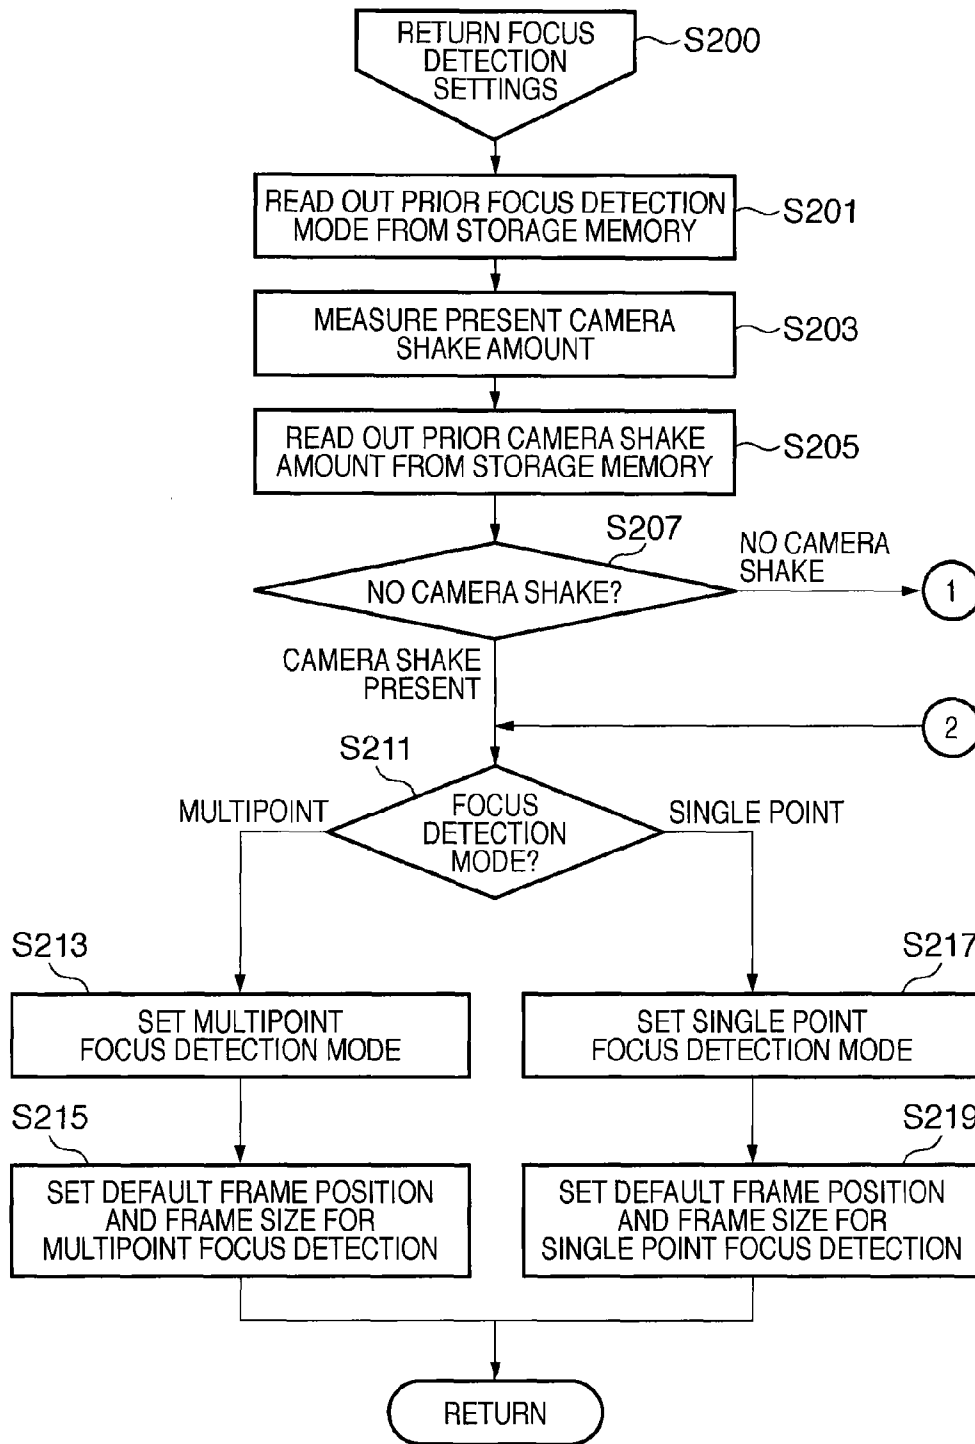 RETURN FOCUS
DETECTION
SETTINGS
S200
READ OUT PRIOR FOCUS DETECTION
MODE FROM STORAGE MEMORY
S201
MEASURE PRESENT CAMERA
SHAKE AMOUNT
S203
READ OUT PRIOR CAMERA SHAKE
AMOUNT FROM STORAGE MEMORY
S205
S207
NO CAMERA SHAKE?
NO CAMERA
SHAKE
1
CAMERA SHAKE
PRESENT
2
S211
FOCUS
DETECTION
MODE?
MULTIPOINT
SINGLE POINT
S213
SET MULTIPOINT
FOCUS DETECTION MODE
S217
SET SINGLE POINT
FOCUS DETECTION MODE
S215
SET DEFAULT FRAME POSITION
AND FRAME SIZE FOR
MULTIPOINT FOCUS DETECTION
S219
SET DEFAULT FRAME POSITION
AND FRAME SIZE FOR
SINGLE POINT FOCUS DETECTION
RETURN